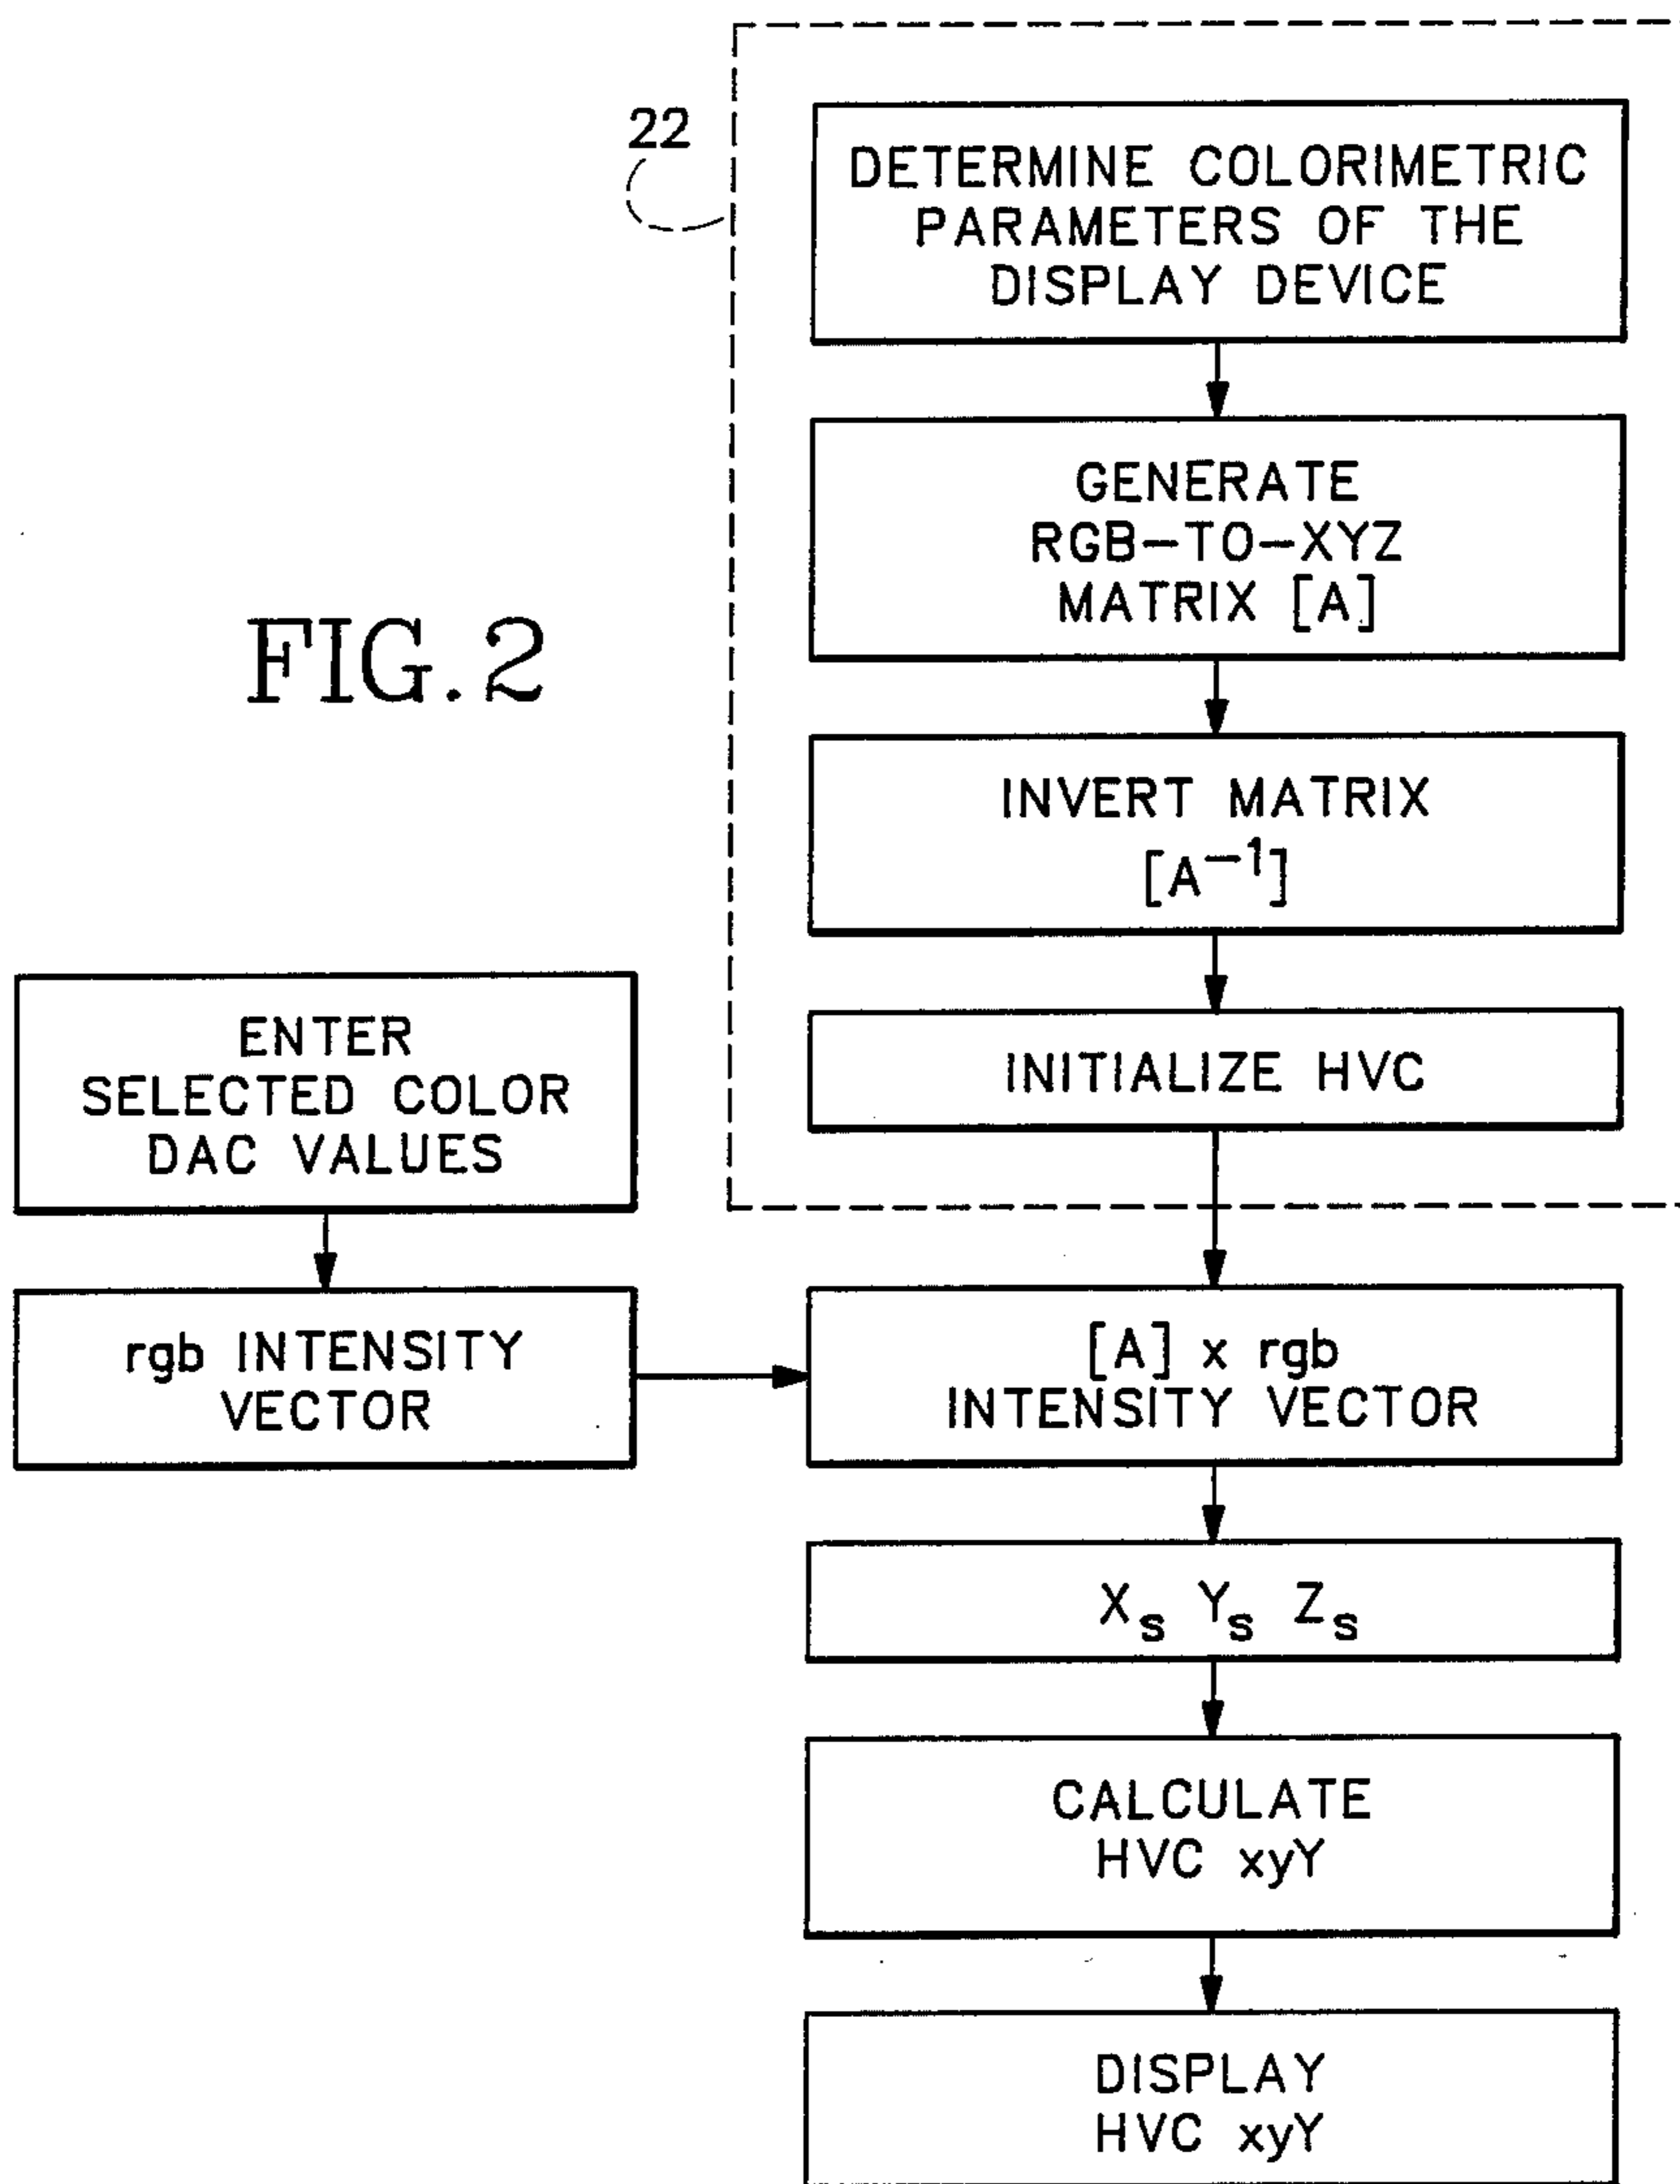 22
DETERMINE COLORIMETRIC
PARAMETERS OF THE
DISPLAY DEVICE
GENERATE
RGB-TO-XYZ
MATRIX [A]
FIG. 2
INVERT MATRIX
[A⁻¹]
INITIALIZE HVC
ENTER
SELECTED COLOR
DAC VALUES
rgb INTENSITY
VECTOR
[A] x rgb
INTENSITY VECTOR
Xs Ys Zs
CALCULATE
HVC xyY
DISPLAY
HVC xyY